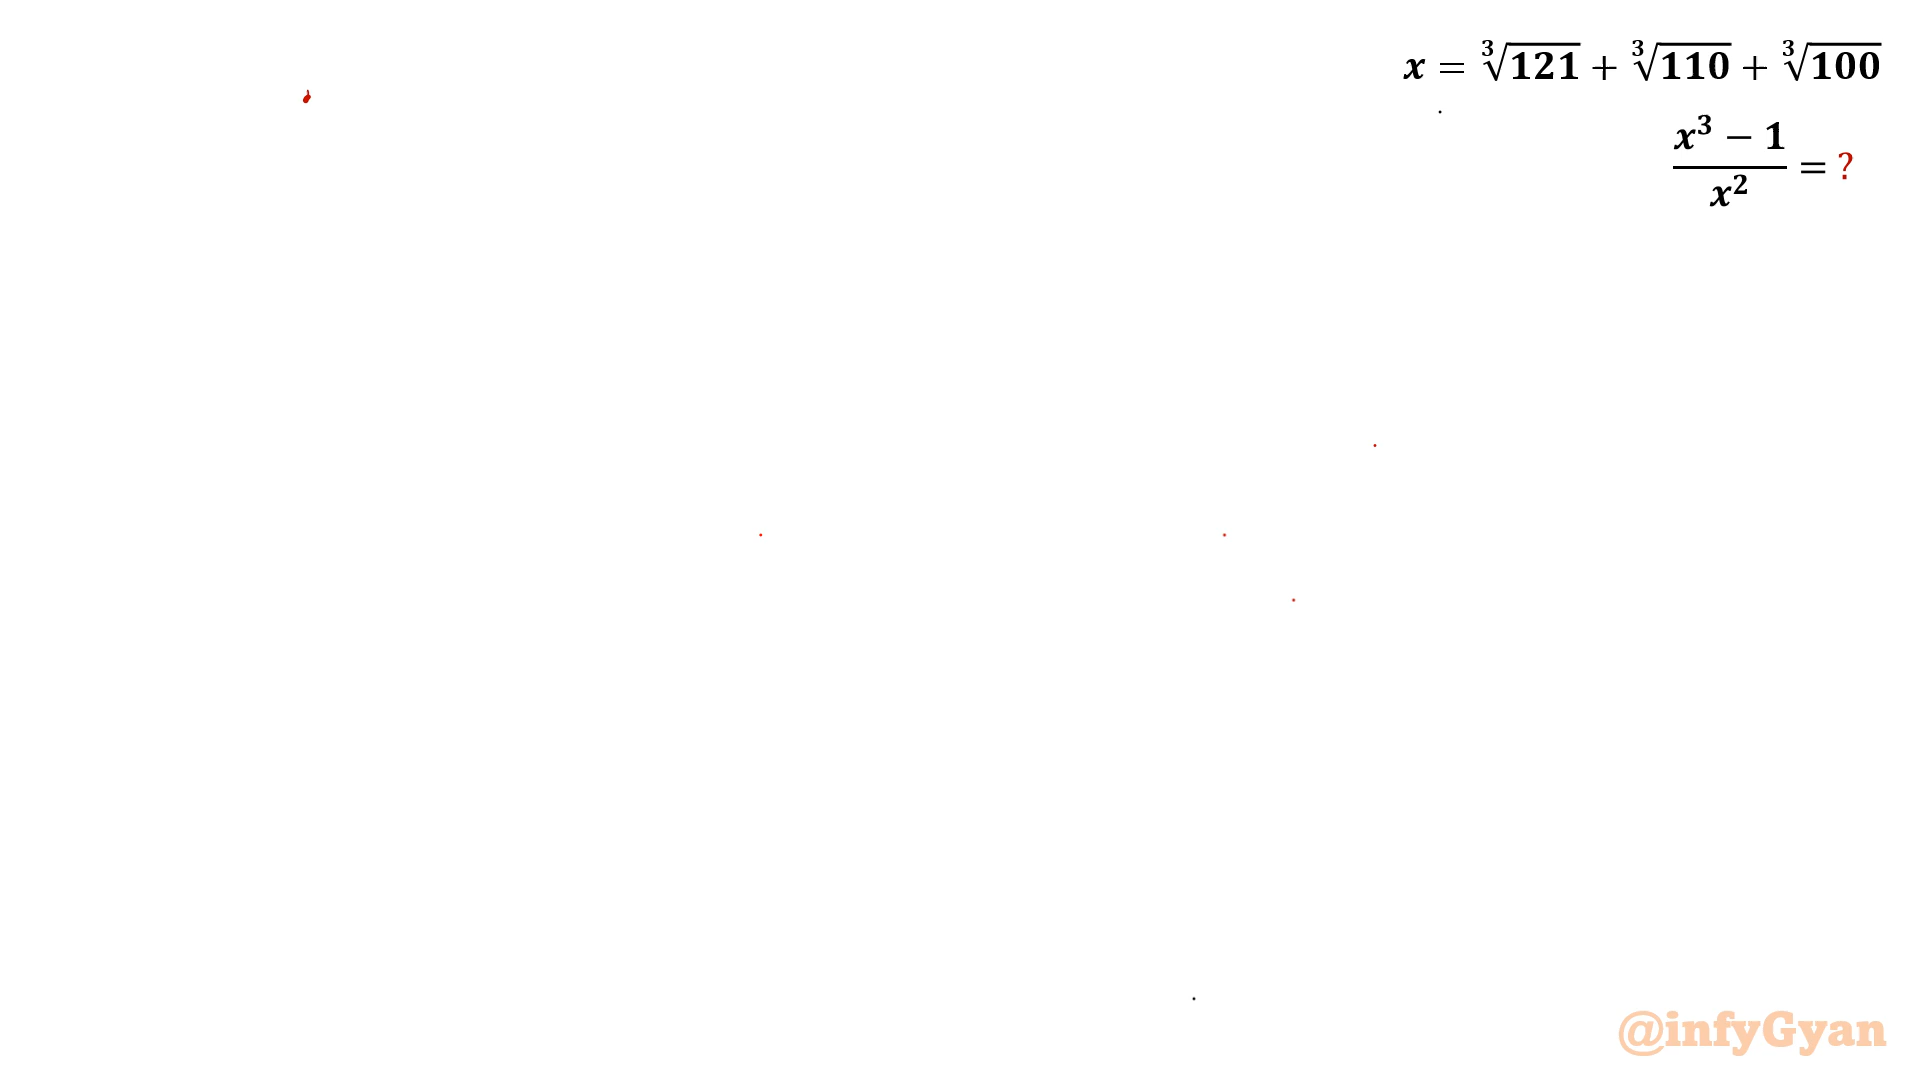 x = ∛121 + ∛110 + ∛100
(x³ − 1)/x² = ?
@infyGyan